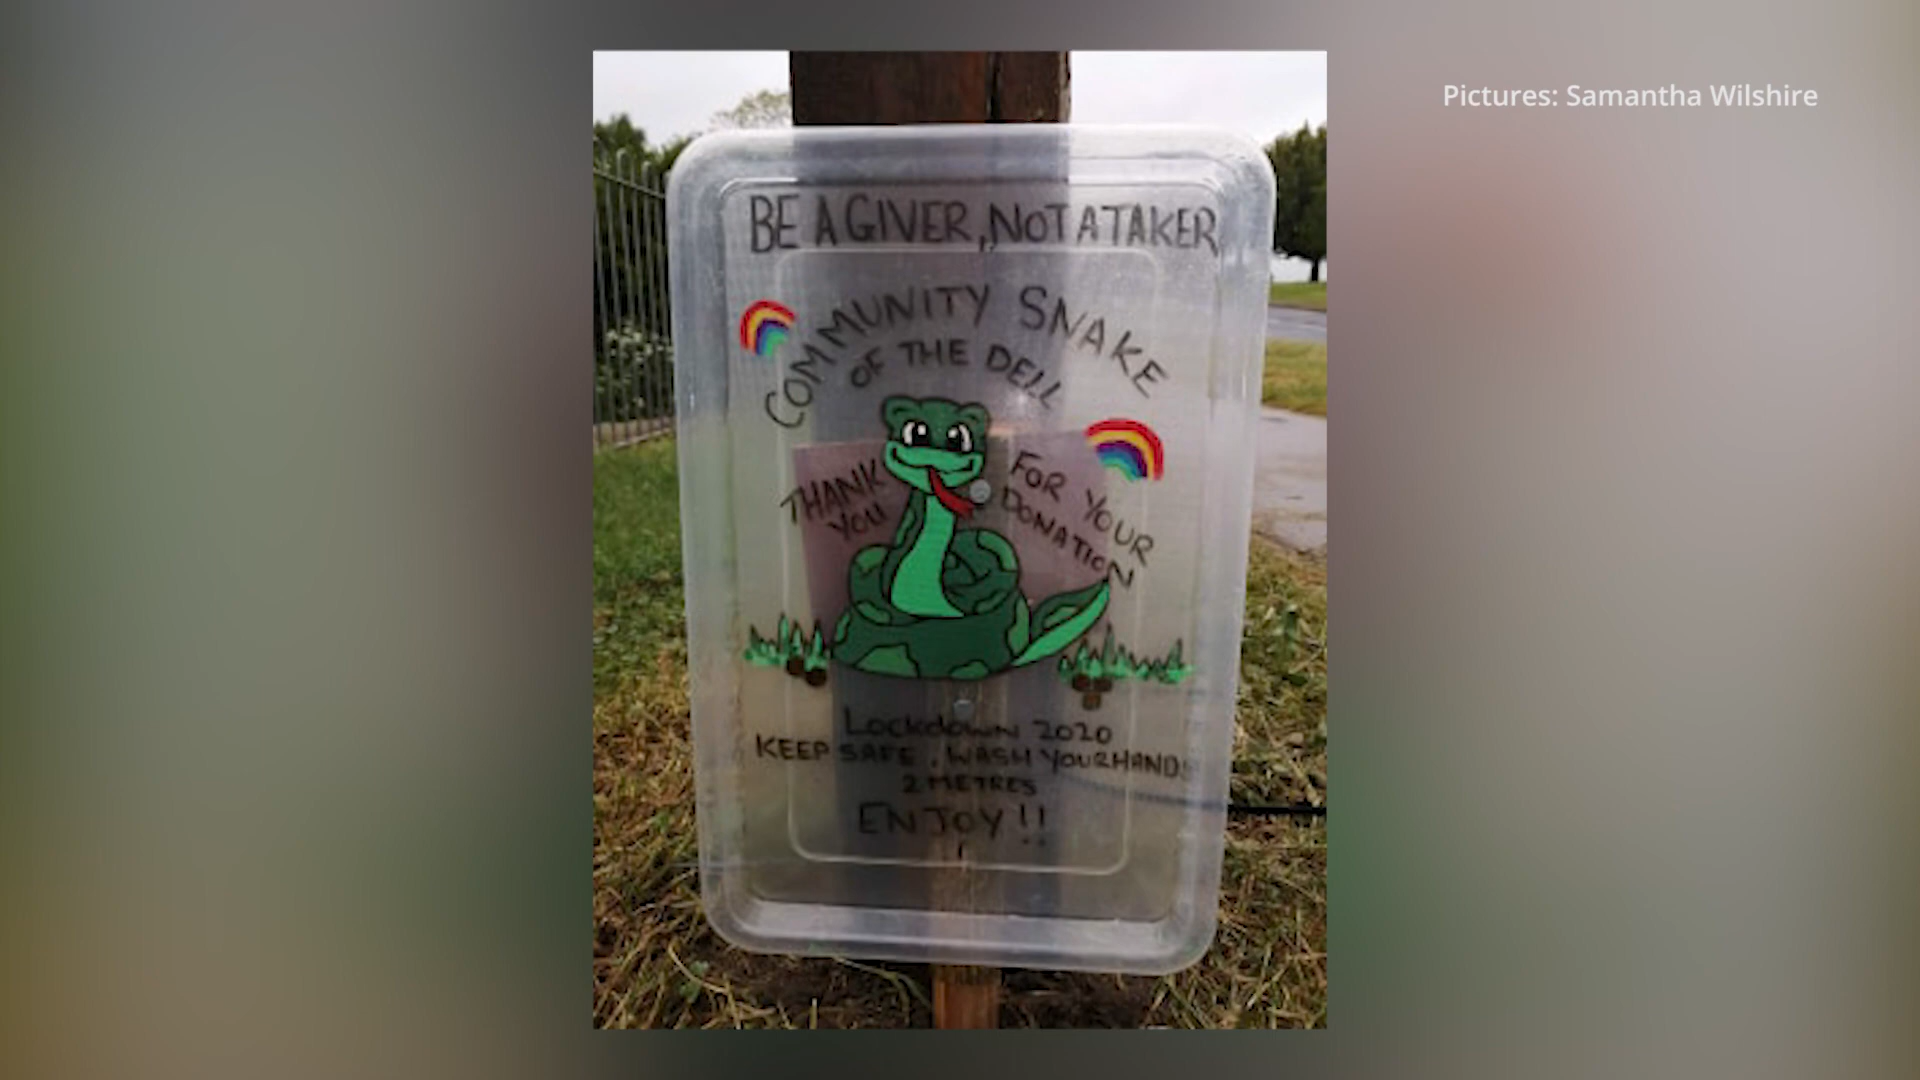 Pictures: Samantha Wilshire
BE A GIVER, NOT A TAKER
COMMUNITY SNAKE
OF THE DELL
THANK
YOU
FOR YOUR
DONATION
LOCKDOWN 2020
KEEP SAFE, WASH YOUR HANDS
2 METRES
ENJOY!!